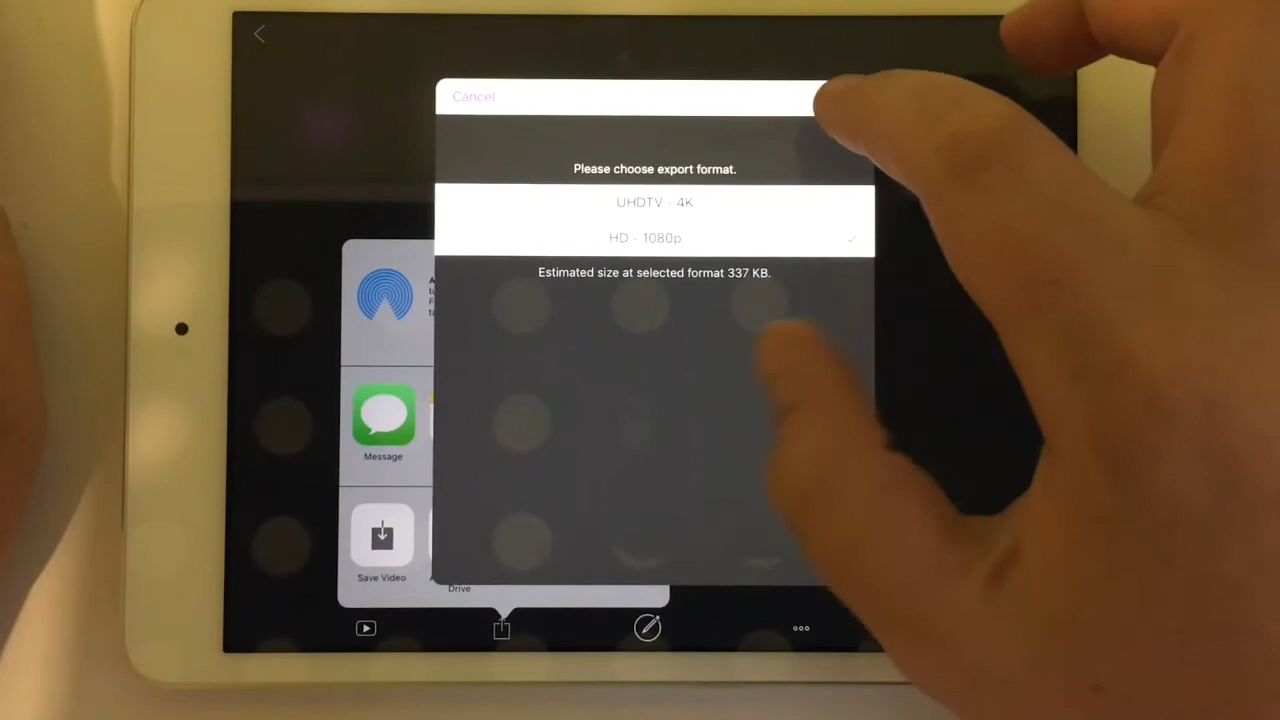 Cancel
Please choose export format.
UHDTV - 4K
HD - 1080p
Estimated size at selected format 337 KB.
Message
Save Video
Drive